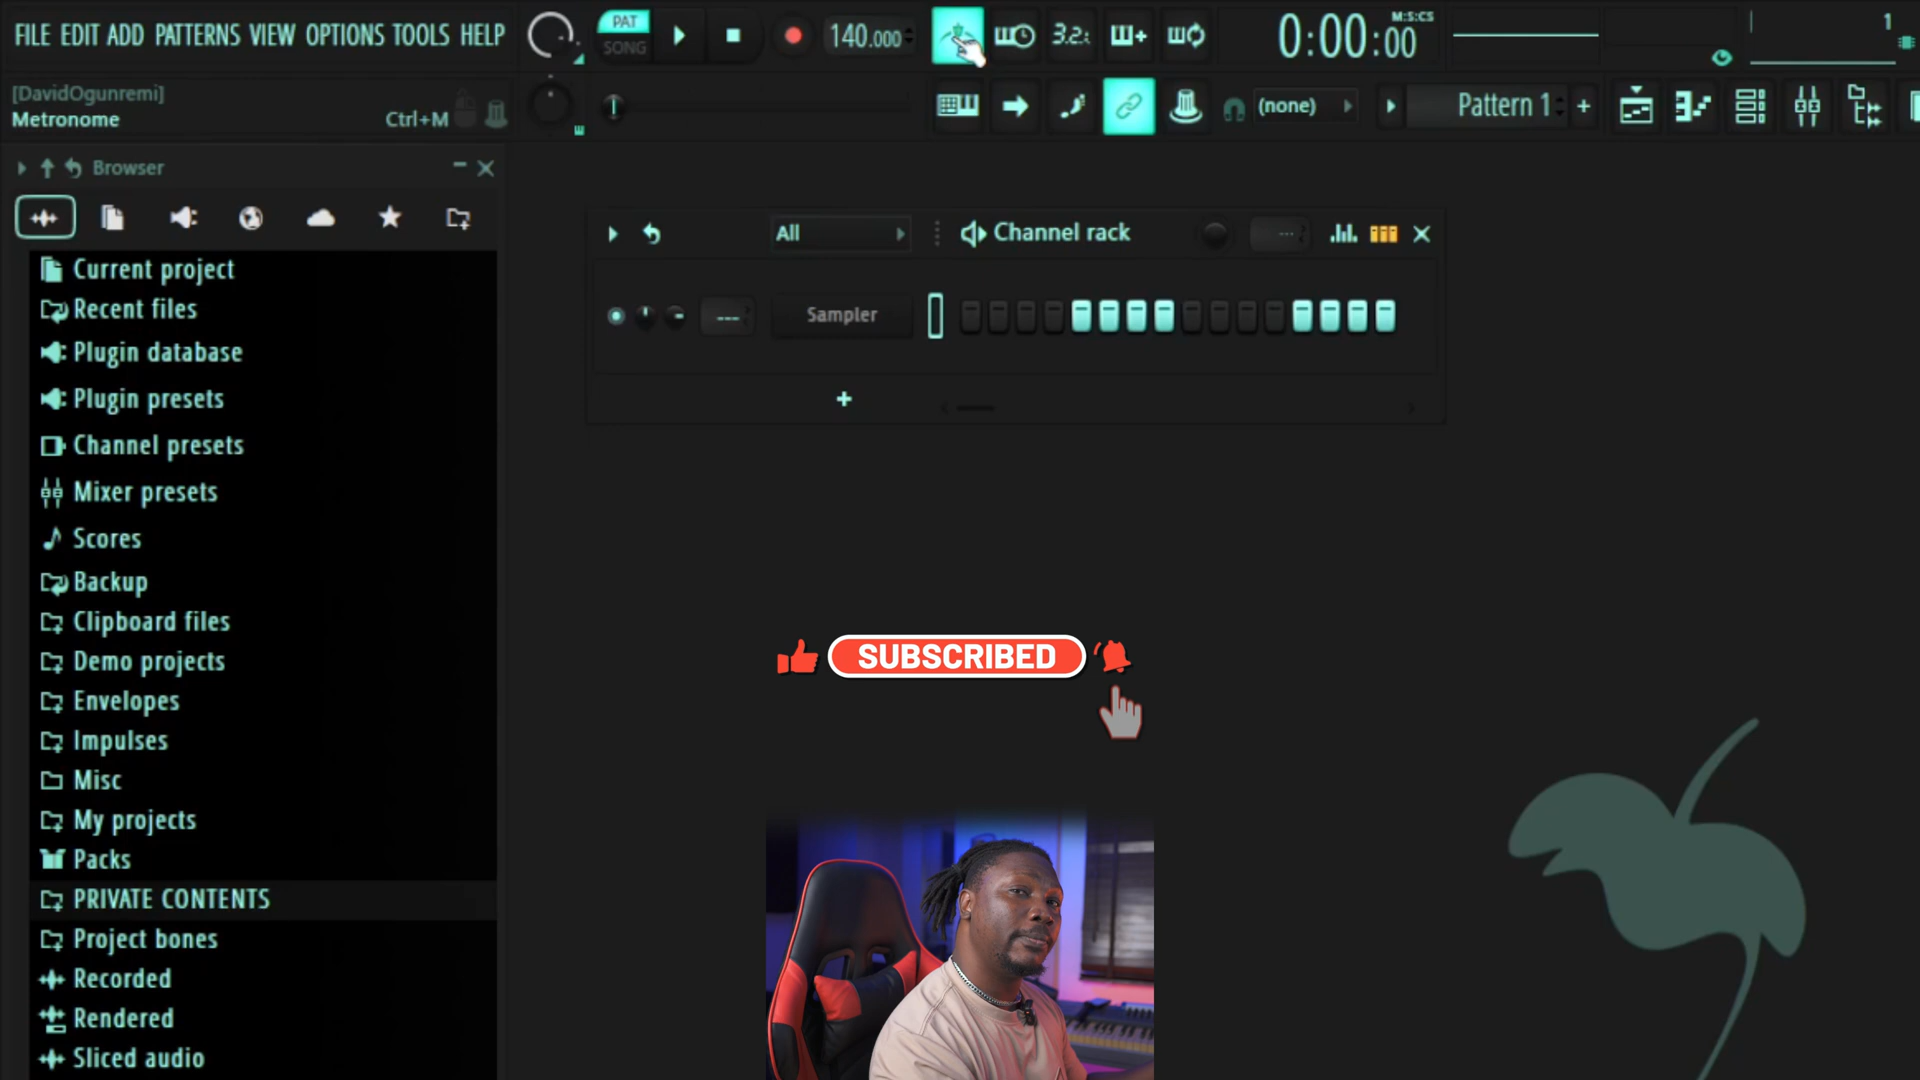 FILE EDIT ADD PATTERNS VIEW OPTIONS TOOLS HELP
PAT
SONG
140.000
3.2.
0:00:00
M:S:CS
1
[DavidOgunremi]
Metronome
Ctrl+M
(none)
Pattern 1
Browser
All
Channel rack
Current project
Recent files
Plugin database
Sampler
Plugin presets
Channel presets
Mixer presets
Scores
Backup
Clipboard files
Demo projects
SUBSCRIBED
Envelopes
Impulses
Misc
My projects
Packs
PRIVATE CONTENTS
Project bones
Recorded
Rendered
Sliced audio